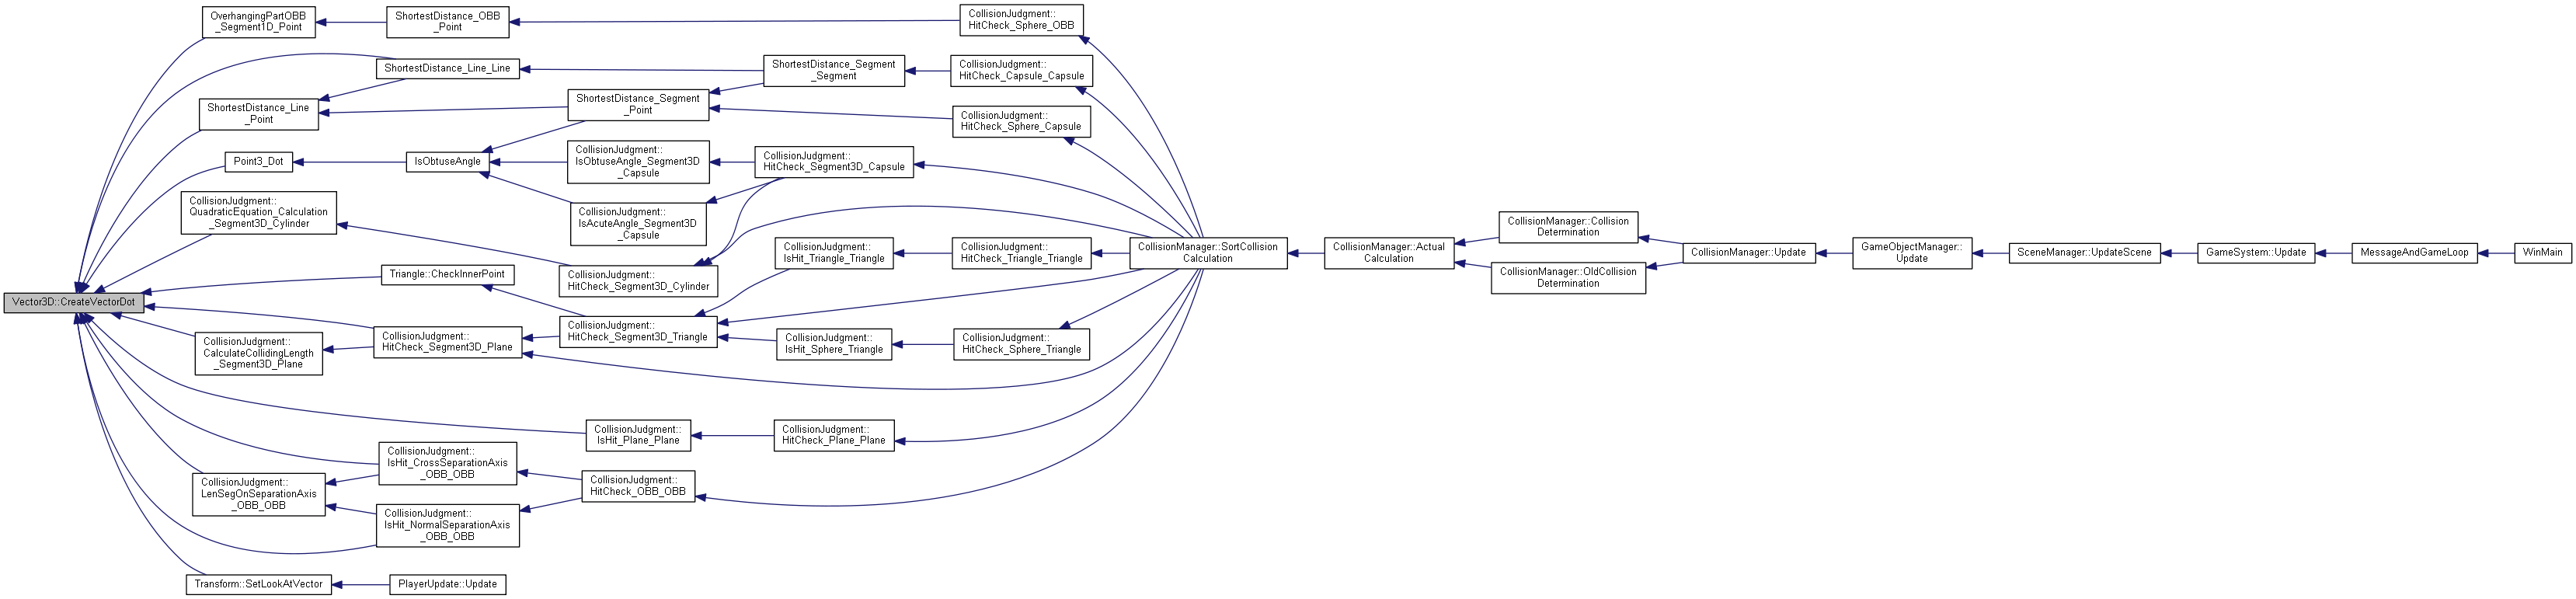 OverhangingPartOBB
_Segment1D_Point
ShortestDistance_OBB
_Point
CollisionJudgment::
HitCheck_Sphere_OBB
ShortestDistance_Line_Line
ShortestDistance_Segment
_Segment
CollisionJudgment::
HitCheck_Capsule_Capsule
ShortestDistance_Line
_Point
ShortestDistance_Segment
_Point
CollisionJudgment::
HitCheck_Sphere_Capsule
Point3_Dot
IsObtuseAngle
CollisionJudgment::
IsObtuseAngle_Segment3D
_Capsule
CollisionJudgment::
HitCheck_Segment3D_Capsule
CollisionJudgment::
QuadraticEquation_Calculation
_Segment3D_Cylinder
CollisionJudgment::
IsAcuteAngle_Segment3D
_Capsule
CollisionJudgment::
HitCheck_Segment3D_Cylinder
CollisionJudgment::
IsHit_Triangle_Triangle
CollisionJudgment::
HitCheck_Triangle_Triangle
CollisionManager::SortCollision
Calculation
CollisionManager::Actual
Calculation
CollisionManager::Collision
Determination
CollisionManager::OldCollision
Determination
CollisionManager::Update
GameObjectManager::
Update
SceneManager::UpdateScene
GameSystem::Update
MessageAndGameLoop
WinMain
Vector3D::CreateVectorDot
Triangle::CheckInnerPoint
CollisionJudgment::
CalculateCollidingLength
_Segment3D_Plane
CollisionJudgment::
HitCheck_Segment3D_Plane
CollisionJudgment::
HitCheck_Segment3D_Triangle
CollisionJudgment::
IsHit_Sphere_Triangle
CollisionJudgment::
HitCheck_Sphere_Triangle
CollisionJudgment::
IsHit_Plane_Plane
CollisionJudgment::
HitCheck_Plane_Plane
CollisionJudgment::
LenSegOnSeparationAxis
_OBB_OBB
CollisionJudgment::
IsHit_CrossSeparationAxis
_OBB_OBB
CollisionJudgment::
IsHit_NormalSeparationAxis
_OBB_OBB
CollisionJudgment::
HitCheck_OBB_OBB
Transform::SetLookAtVector
PlayerUpdate::Update